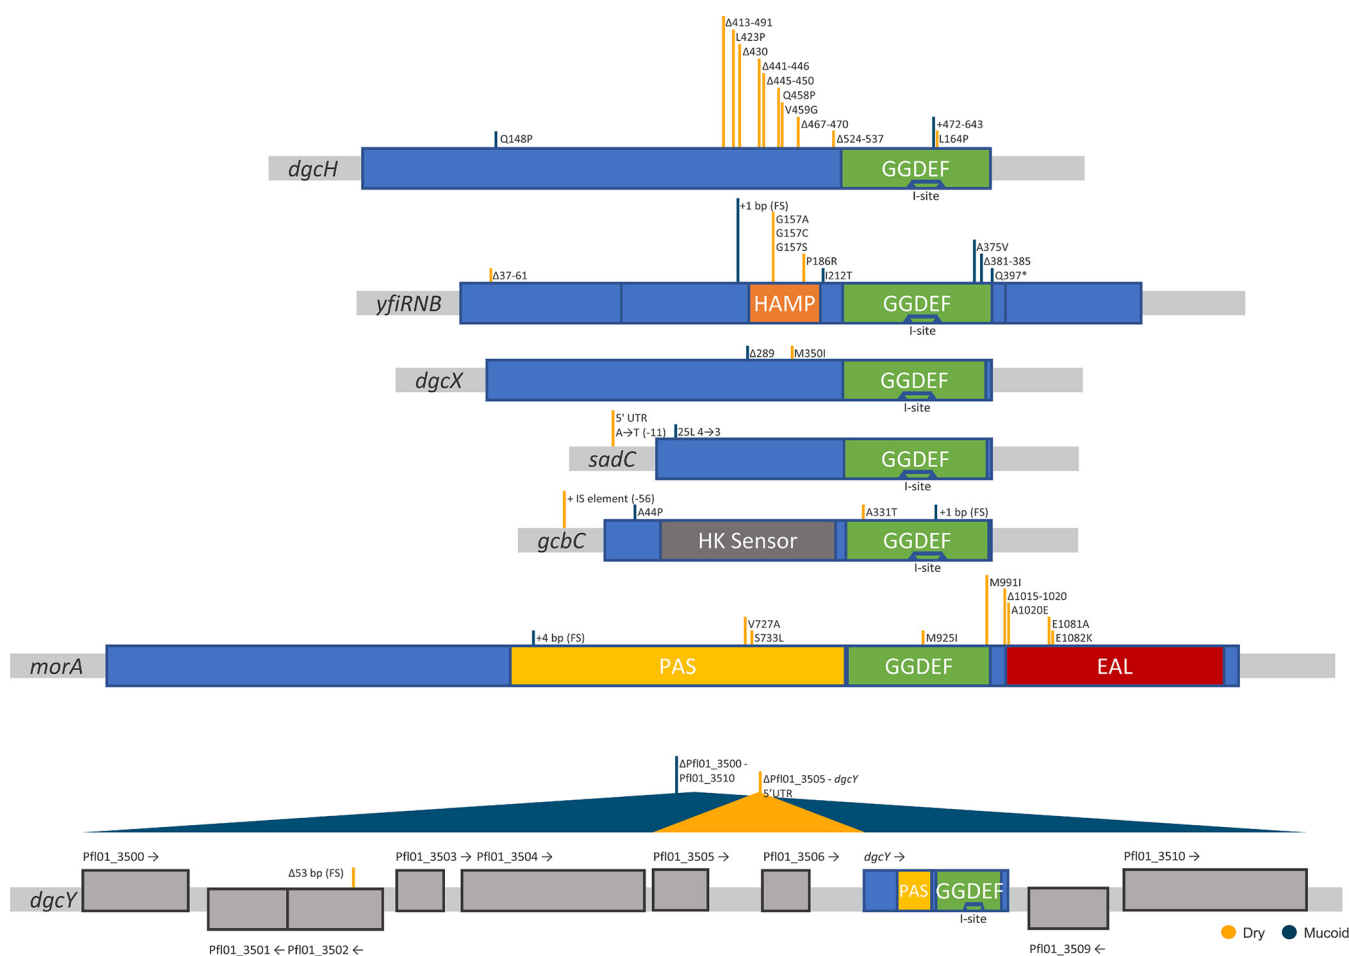 Δ413-491
L423P
Δ430
Δ441-446
Δ445-450
Q458P
V459G
Δ467-470
Δ524-537
Q148P
+472-643
L164P
dgcH
GGDEF
I-site
+1 bp (FS)
G157A
G157C
G157S
P186R
I212T
Δ37-61
A375V
Δ381-385
Q397*
yfiRNB
HAMP
GGDEF
I-site
Δ289
M350I
dgcX
GGDEF
I-site
5' UTR
A→T (-11)
25L 4→3
sadC
GGDEF
I-site
+ IS element (-56)
A44P
A331T
+1 bp (FS)
gcbC
HK Sensor
GGDEF
I-site
M991I
Δ1015-1020
A1020E
E1081A
E1082K
+4 bp (FS)
V727A
S733L
M925I
morA
PAS
GGDEF
EAL
ΔPfl01_3500 -
Pfl01_3510
ΔPfl01_3505 - dgcY
5'UTR
Pfl01_3500 →
Δ53 bp (FS)
Pfl01_3503 → Pfl01_3504 →
Pfl01_3505 →
Pfl01_3506 →
dgcY →
Pfl01_3510 →
dgcY
PAS
GGDEF
I-site
Pfl01_3501 ← Pfl01_3502 ←
Pfl01_3509 ←
Dry
Mucoid